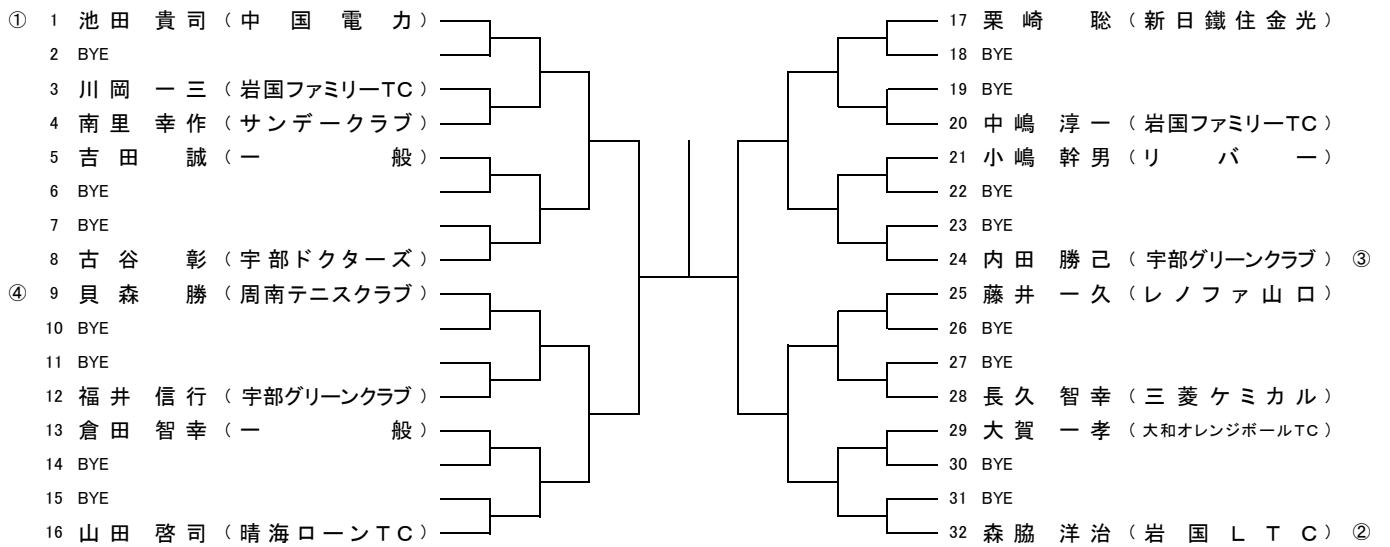 ① 1 池田 貴司 (中国電力)
2 BYE
3 川岡 一三 (岩国ファミリーTC)
4 南里 幸作 (サンデークラブ)
5 吉田 誠 (一般)
6 BYE
7 BYE
8 古谷 彰 (宇部ドクターズ)
④ 9 貝森 勝 (周南テニスクラブ)
10 BYE
11 BYE
12 福井 信行 (宇部グリーンクラブ)
13 倉田 智幸 (一般)
14 BYE
15 BYE
16 山田 啓司 (晴海ローンTC)
17 栗崎 聡 (新日鐵住金光)
18 BYE
19 BYE
20 中嶋 淳一 (岩国ファミリーTC)
21 小嶋 幹男 (リバー)
22 BYE
23 BYE
24 内田 勝己 (宇部グリーンクラブ) ③
25 藤井 一久 (レノファ山口)
26 BYE
27 BYE
28 長久 智幸 (三菱ケミカル)
29 大賀 一孝 (大和オレンジボールTC)
30 BYE
31 BYE
32 森脇 洋治 (岩国LTC) ②